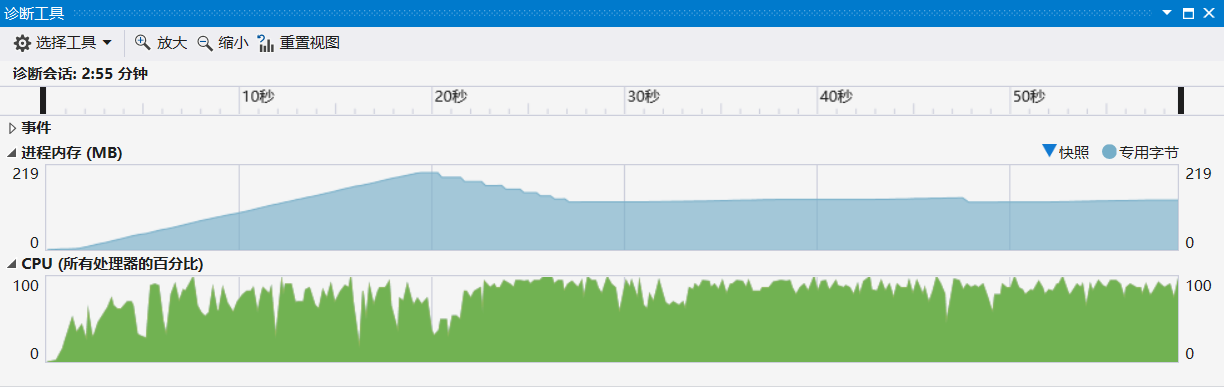 诊断工具
选择工具 放大 缩小 重置视图
诊断会话: 2:55 分钟
10秒 20秒 30秒 40秒 50秒
事件
进程内存 (MB) 快照 专用字节
219 219
0 0
CPU (所有处理器的百分比)
100 100
0 0